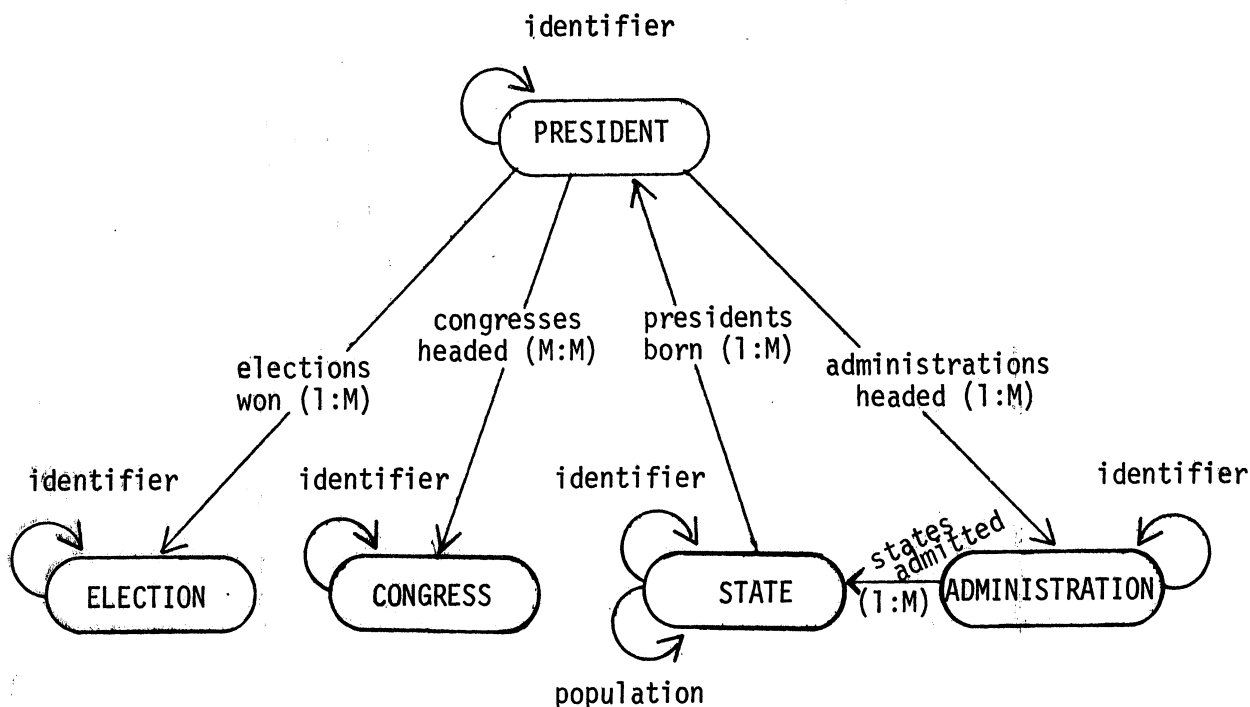 identifier
PRESIDENT
congresses
headed (M:M)
presidents
born (1:M)
elections
won (1:M)
administrations
headed (1:M)
identifier
identifier
identifier
identifier
states
admitted
(1:M)
ELECTION
CONGRESS
STATE
ADMINISTRATION
population